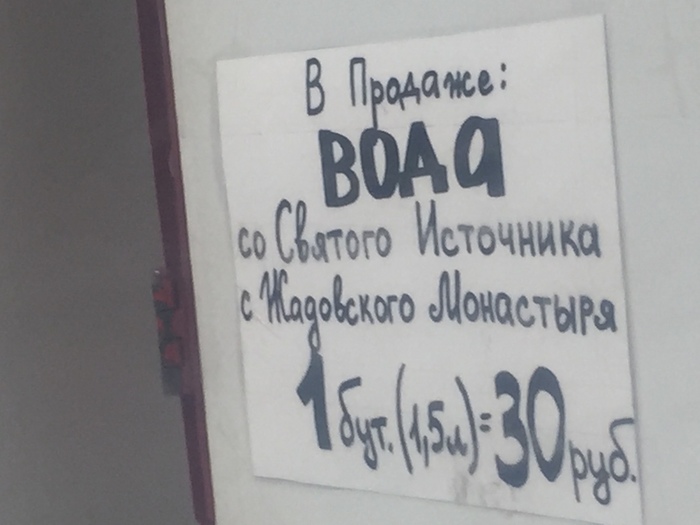 В Продаже:
Вода
со Святого Источника
с Жадовского Монастыря
1 бут. (1,5л) = 30 руб.